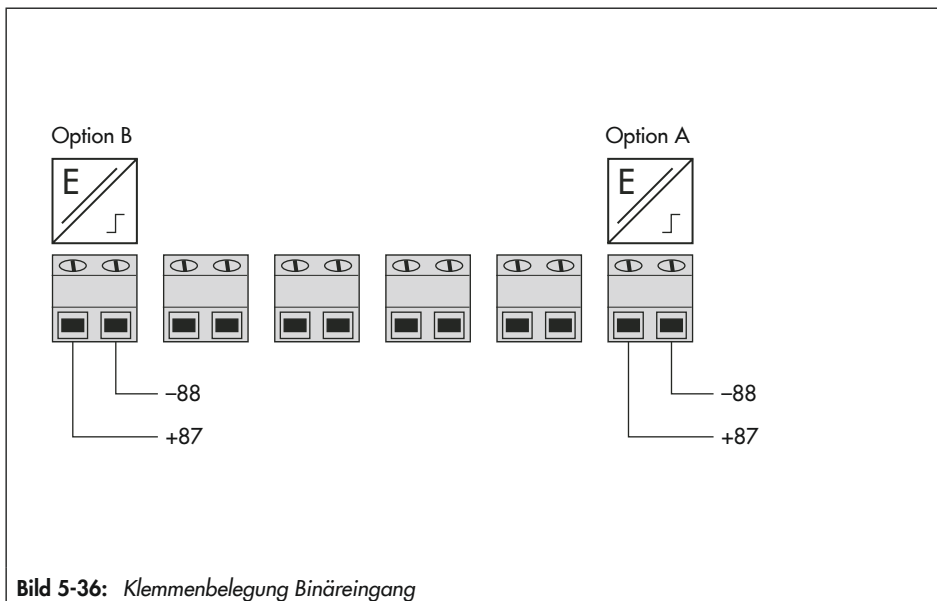 Option B
Option A
E
E
–88
+87
–88
+87
Bild 5-36: Klemmenbelegung Binäreingang